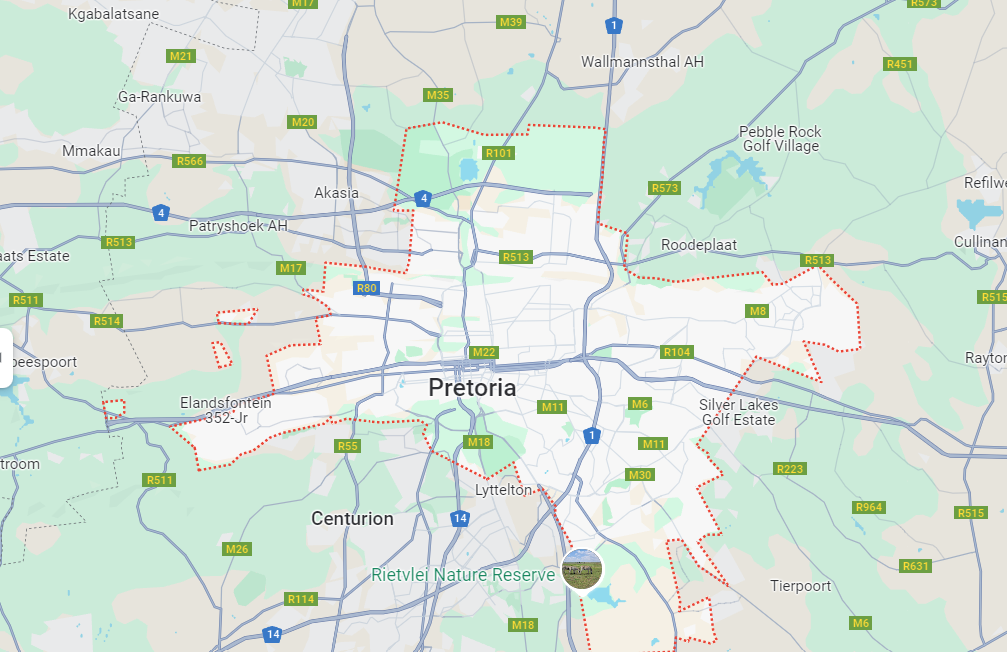 M17
R573
Kgabalatsane
M39
1
M21
Wallmannsthal AH
R451
Ga-Rankuwa
M35
M20
Pebble Rock
Golf Village
Mmakau
R566
R101
Akasia
R573
Refilwe
4
4
Patryshoek AH
R513
Roodeplaat
Cullinan
aats Estate
R513
R513
M17
R80
R511
R515
R514
M8
M22
R104
beespoort
Rayton
Pretoria
Elandsfontein
352-Jr
M11
M6
Silver Lakes
Golf Estate
1
R55
M18
M11
troom
R223
R511
M30
Lyttelton
R964
R515
Centurion
14
M26
R631
Rietvlei Nature Reserve
Tierpoort
R114
M18
M6
14